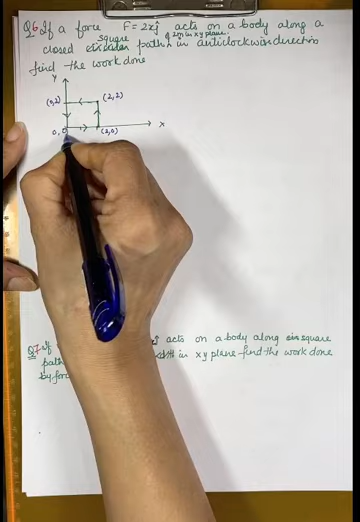 Q6. If a force F = 2xĵ acts on a body along a
closed square path of 2m in xy plane in anticlockwise direction
find the work done
Y
(0,2) (2,2)
0,0 (2,0) X
Q7. If acts on a body along square
path in xy plane find the work done
by